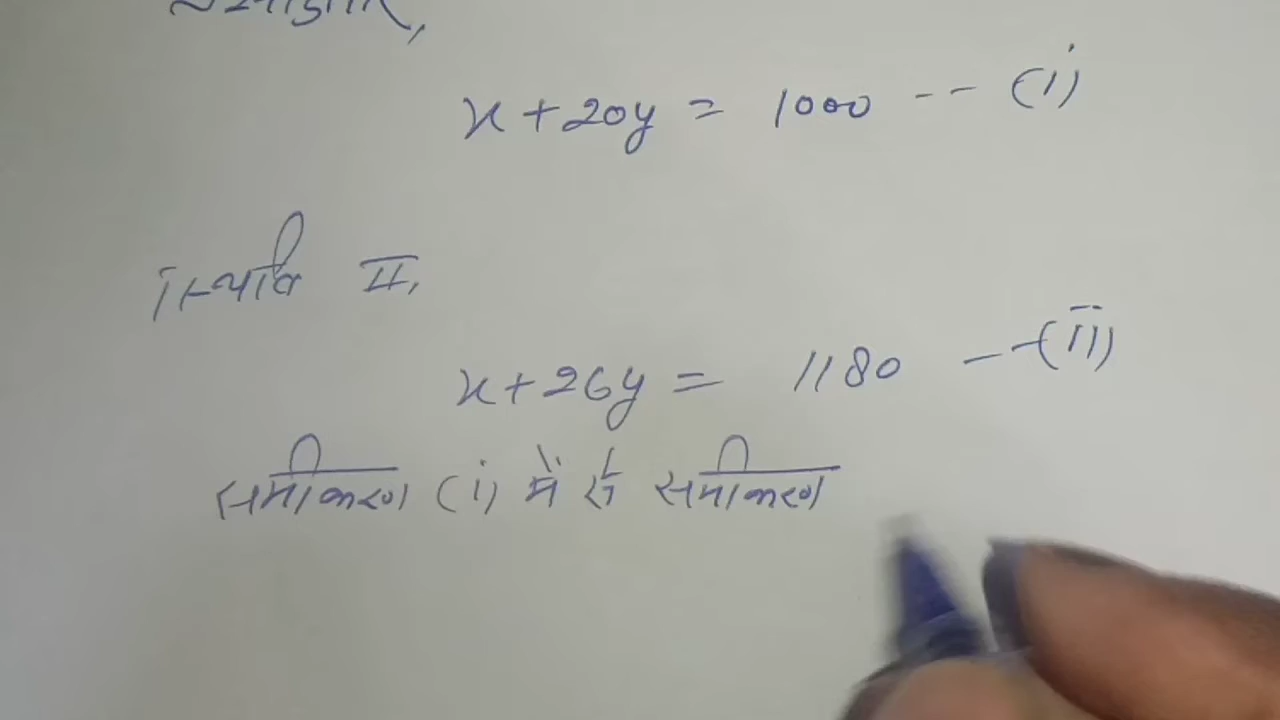 x + 20y = 1000 -- (i)
स्थिति II,
x + 26y = 1180 -- (ii)
समीकरण (i) में से समीकरण